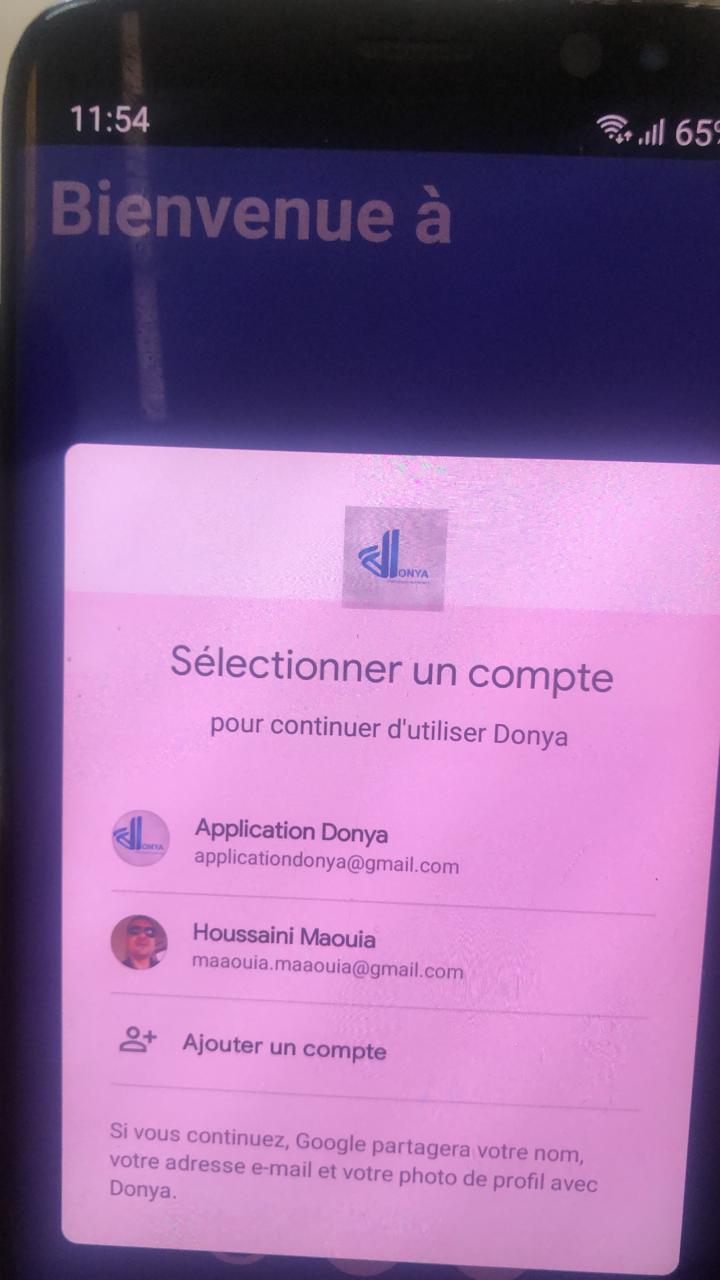 11:54
65%
Bienvenue à
DONYA
Sélectionner un compte
pour continuer d'utiliser Donya
DONYA
Application Donya
applicationdonya@gmail.com
Houssaini Maouia
maaouia.maaouia@gmail.com
Ajouter un compte
Si vous continuez, Google partagera votre nom,
votre adresse e-mail et votre photo de profil avec
Donya.